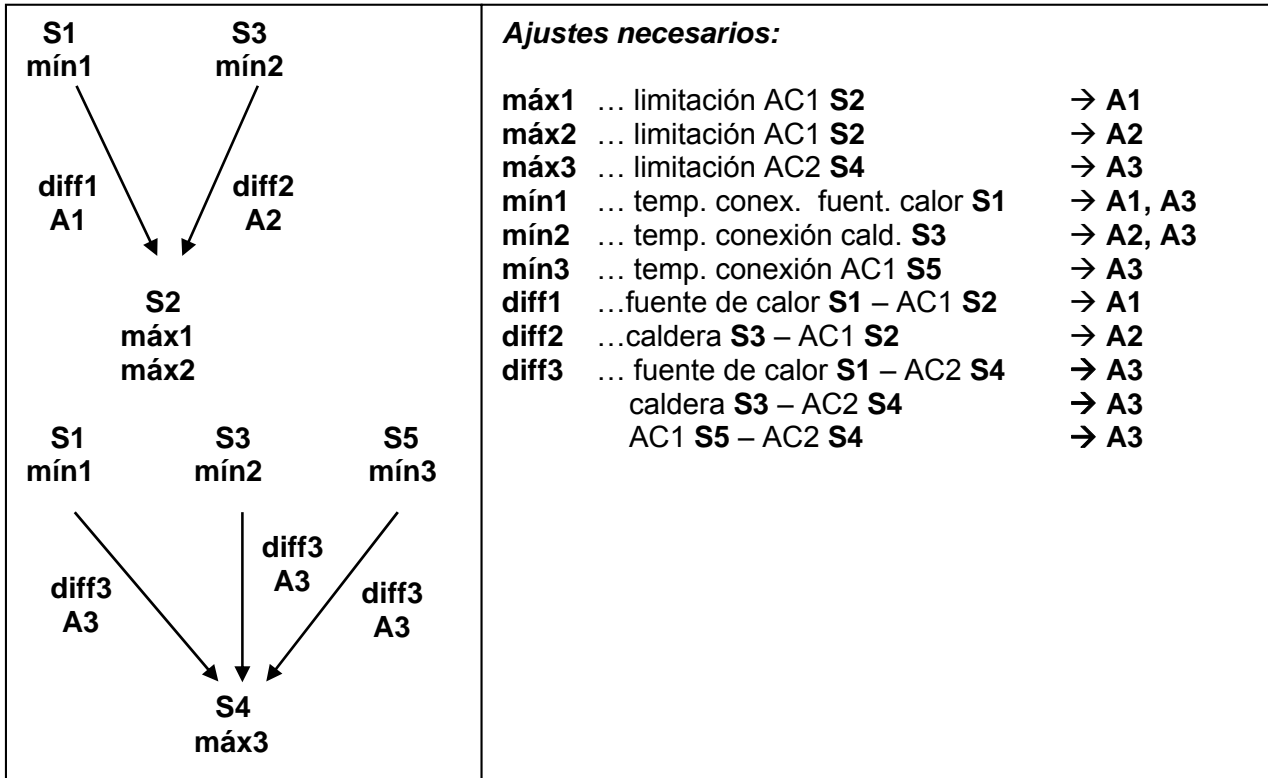 S1 S3
mín1 mín2
diff1 diff2
A1 A2
S2
máx1
máx2
S1 S3 S5
mín1 mín2 mín3
diff3
A3
diff3 diff3
A3 A3
S4
máx3
Ajustes necesarios:
máx1 … limitación AC1 S2 → A1
máx2 … limitación AC1 S2 → A2
máx3 … limitación AC2 S4 → A3
mín1 … temp. conex. fuent. calor S1 → A1, A3
mín2 … temp. conexión cald. S3 → A2, A3
mín3 … temp. conexión AC1 S5 → A3
diff1 …fuente de calor S1 – AC1 S2 → A1
diff2 …caldera S3 – AC1 S2 → A2
diff3 … fuente de calor S1 – AC2 S4 → A3
caldera S3 – AC2 S4 → A3
AC1 S5 – AC2 S4 → A3